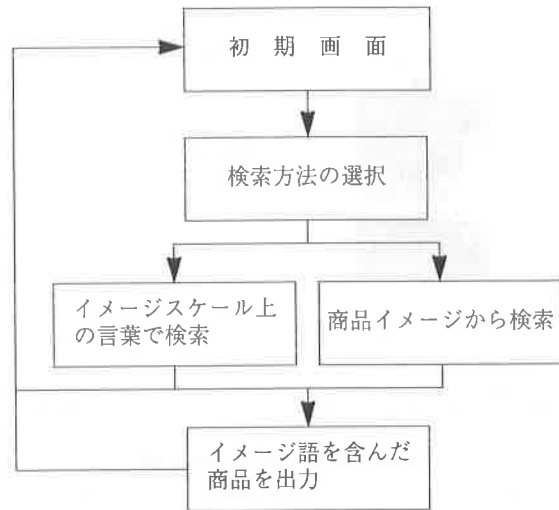 初期画面
検索方法の選択
イメージスケール上
の言葉で検索
商品イメージから検索
イメージ語を含んだ
商品を出力